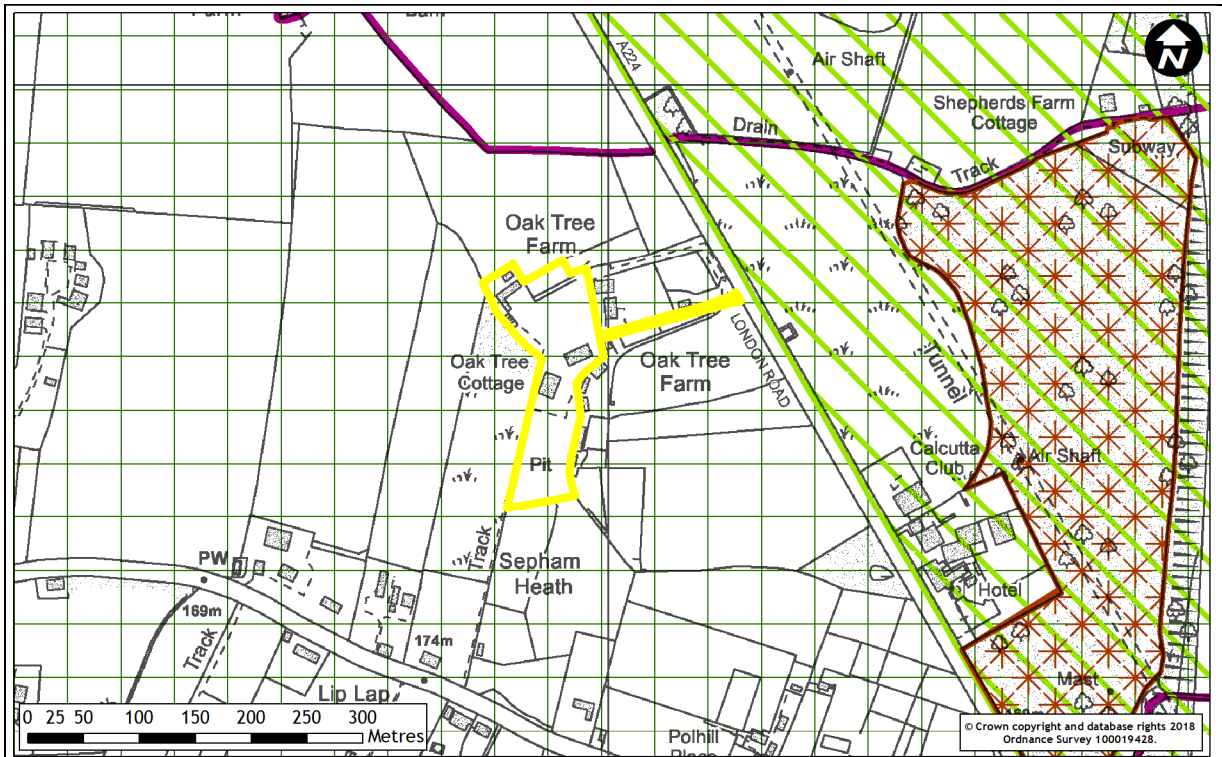 Barn
A224
N
Air Shaft
Shepherds Farm
Cottage
Drain
Subway
Track
Oak Tree
Farm
LONDON ROAD
Tunnel
Oak Tree
Cottage
Oak Tree
Farm
Calcutta
Club
Air Shaft
Pit
Track
PW
Sepham
Heath
Hotel
169m
174m
Track
Lip Lap
Mast
Polhill
0 25 50 100 150 200 250 300
Metres
© Crown copyright and database rights 2018
Ordnance Survey 100019428.